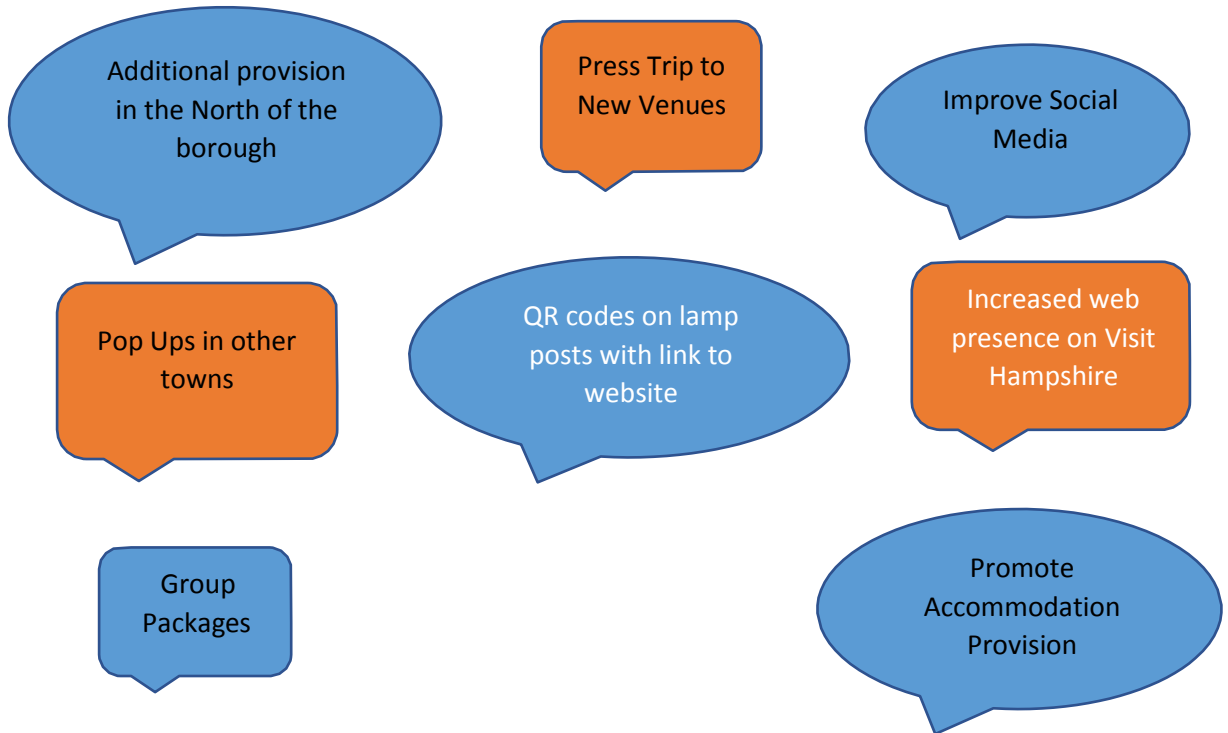 Additional provision
in the North of the
borough
Press Trip to
New Venues
Improve Social
Media
Pop Ups in other
towns
QR codes on lamp
posts with link to
website
Increased web
presence on Visit
Hampshire
Group
Packages
Promote
Accommodation
Provision